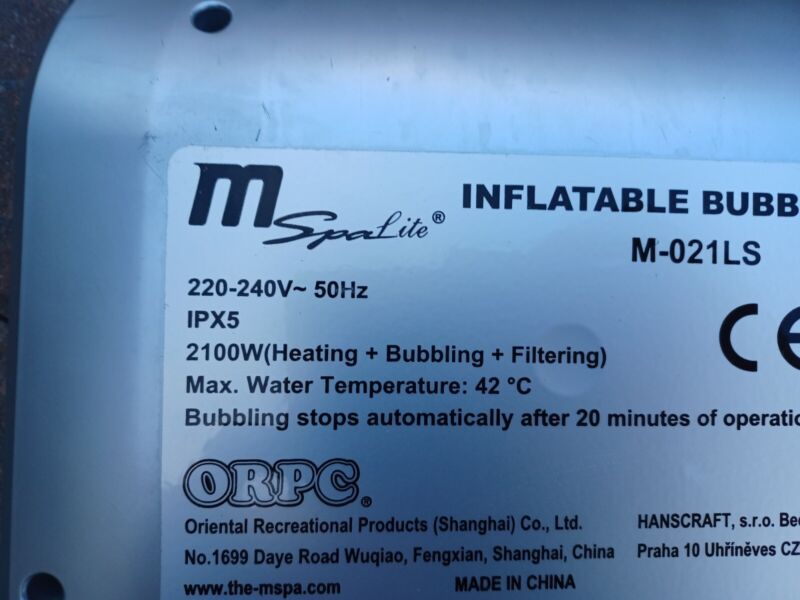 m SpaLite®
INFLATABLE BUBB
M-021LS
220-240V~ 50Hz
IPX5
CE
2100W(Heating + Bubbling + Filtering)
Max. Water Temperature: 42 °C
Bubbling stops automatically after 20 minutes of operatio
ORPC®
Oriental Recreational Products (Shanghai) Co., Ltd.
No.1699 Daye Road Wuqiao, Fengxian, Shanghai, China
www.the-mspa.com
MADE IN CHINA
HANSCRAFT, s.r.o. Be
Praha 10 Uhříněves CZ